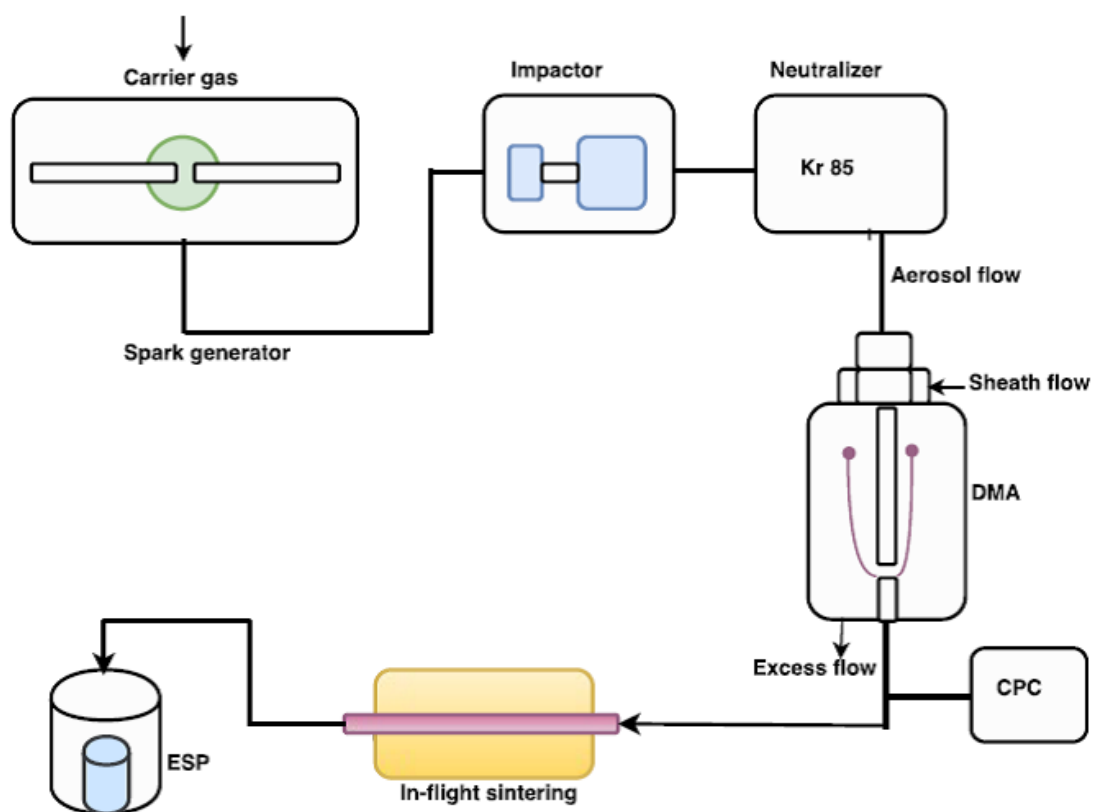 Carrier gas
Impactor
Neutralizer
Kr 85
Aerosol flow
Spark generator
Sheath flow
DMA
Excess flow
CPC
ESP
In-flight sintering